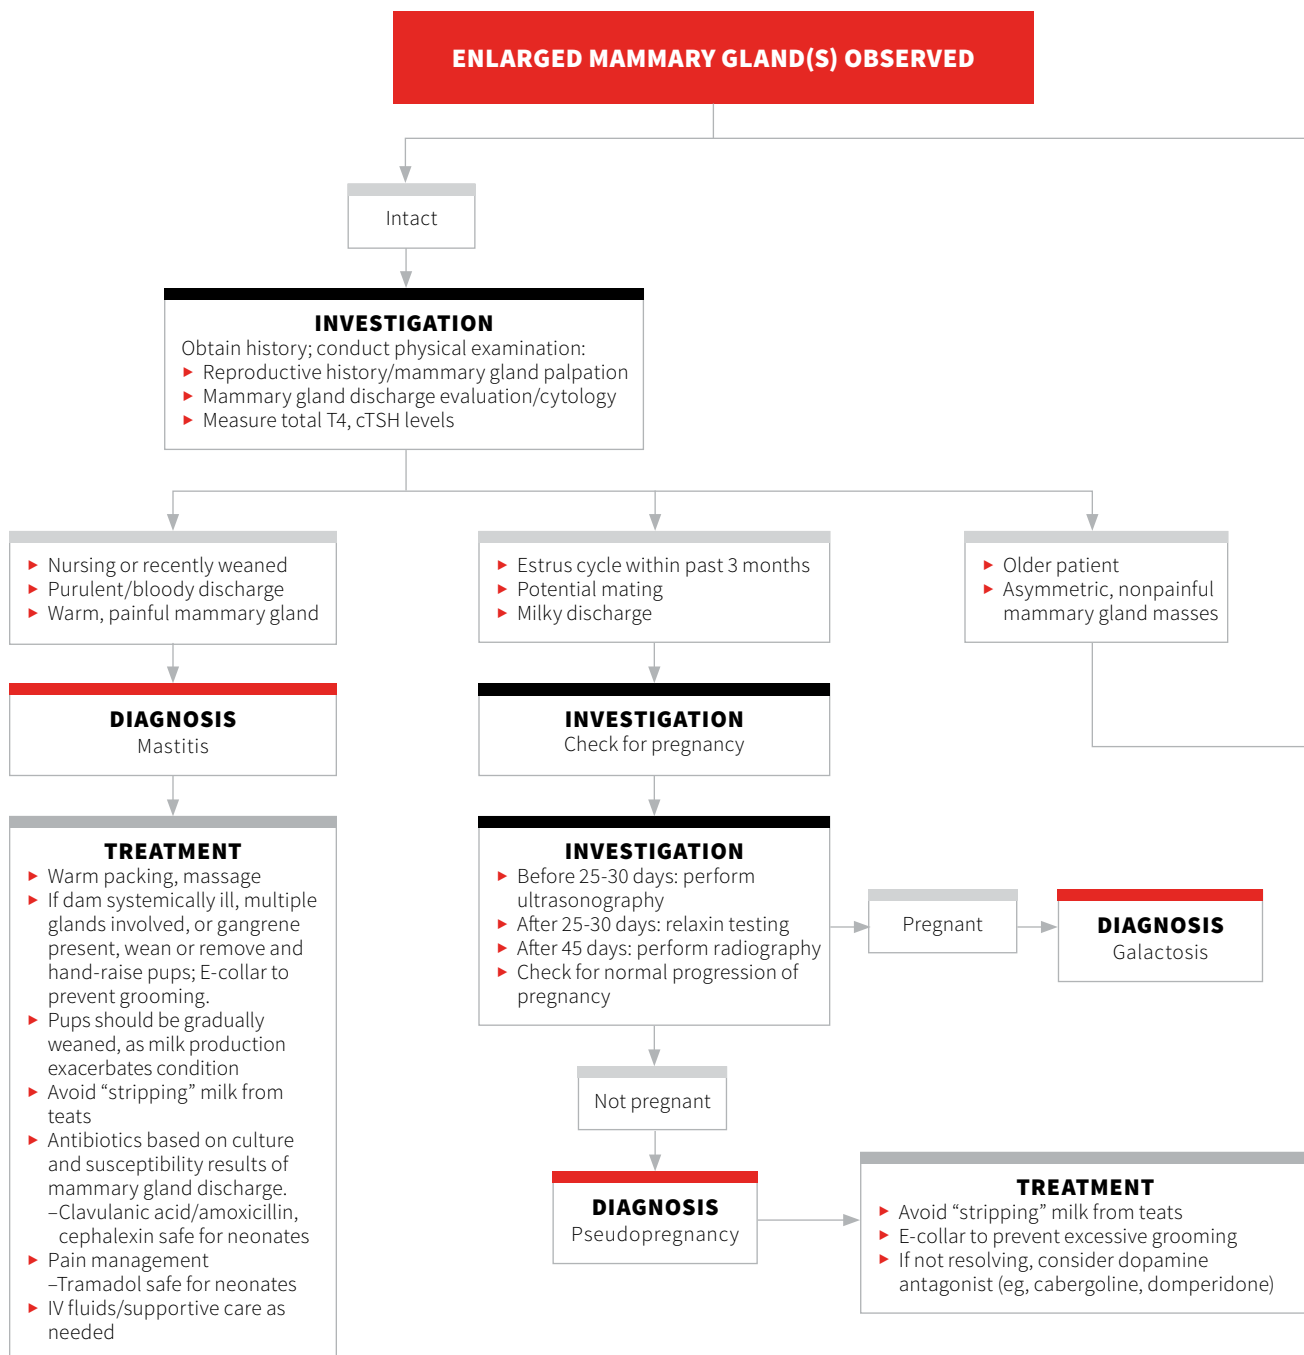 ENLARGED MAMMARY GLAND(S) OBSERVED
Intact
INVESTIGATION
Obtain history; conduct physical examination:
▶ Reproductive history/mammary gland palpation
▶ Mammary gland discharge evaluation/cytology
▶ Measure total T4, cTSH levels
▶ Nursing or recently weaned
▶ Purulent/bloody discharge
▶ Warm, painful mammary gland
▶ Estrus cycle within past 3 months
▶ Potential mating
▶ Milky discharge
▶ Older patient
▶ Asymmetric, nonpainful
mammary gland masses
DIAGNOSIS
Mastitis
INVESTIGATION
Check for pregnancy
TREATMENT
▶ Warm packing, massage
▶ If dam systemically ill, multiple
glands involved, or gangrene
present, wean or remove and
hand-raise pups; E-collar to
prevent grooming.
▶ Pups should be gradually
weaned, as milk production
exacerbates condition
▶ Avoid “stripping” milk from
teats
▶ Antibiotics based on culture
and susceptibility results of
mammary gland discharge.
–Clavulanic acid/amoxicillin,
cephalexin safe for neonates
▶ Pain management
–Tramadol safe for neonates
▶ IV fluids/supportive care as
needed
INVESTIGATION
▶ Before 25-30 days: perform
ultrasonography
▶ After 25-30 days: relaxin testing
▶ After 45 days: perform radiography
▶ Check for normal progression of
pregnancy
Pregnant
DIAGNOSIS
Galactosis
Not pregnant
DIAGNOSIS
Pseudopregnancy
TREATMENT
▶ Avoid “stripping” milk from teats
▶ E-collar to prevent excessive grooming
▶ If not resolving, consider dopamine
antagonist (eg, cabergoline, domperidone)